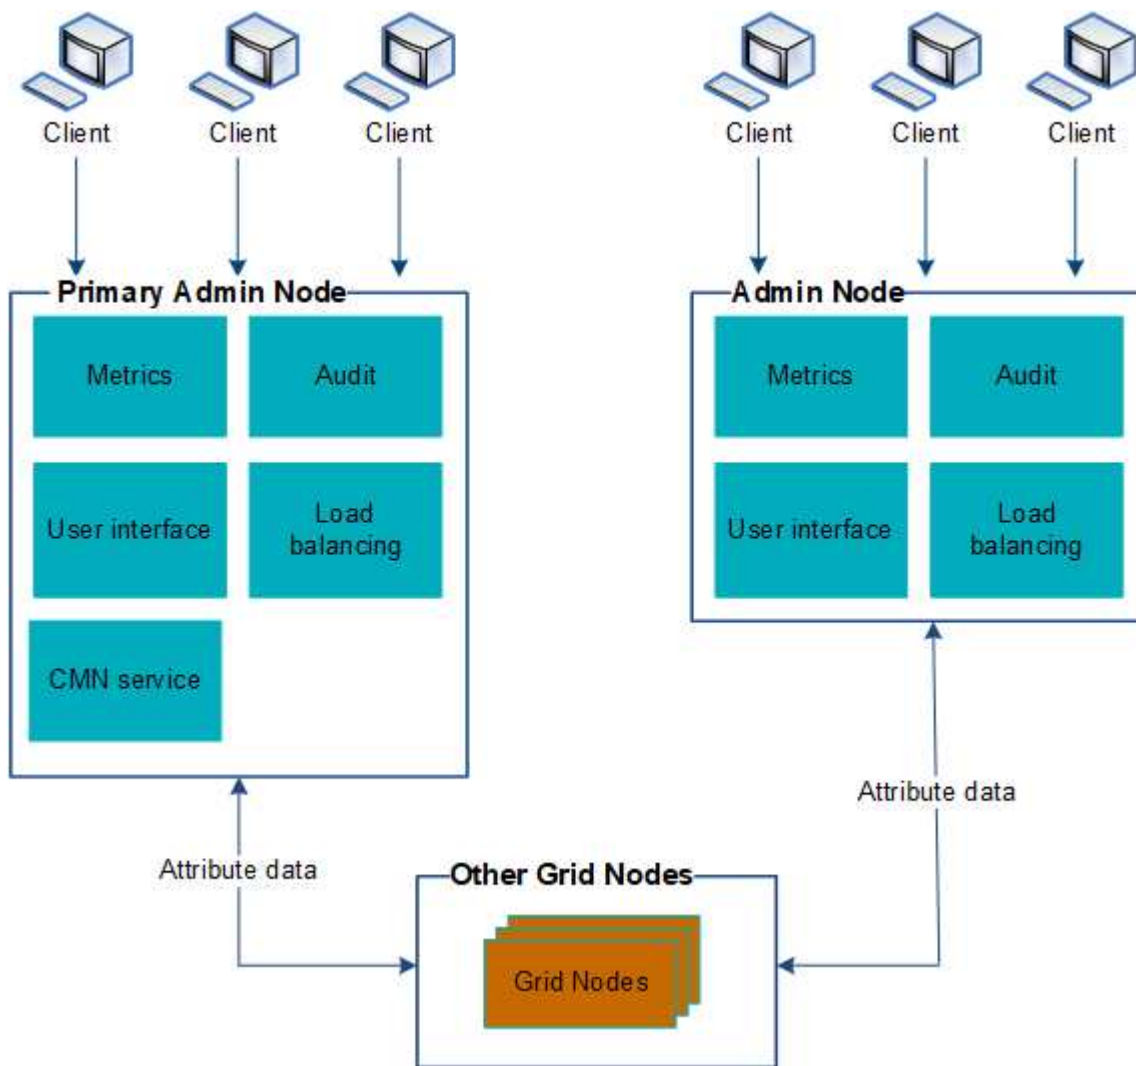 Client
Client
Client
Client
Client
Client
Primary Admin Node
Metrics
Audit
User interface
Load
balancing
CMN service
Admin Node
Metrics
Audit
User interface
Load
balancing
Attribute data
Attribute data
Other Grid Nodes
Grid Nodes